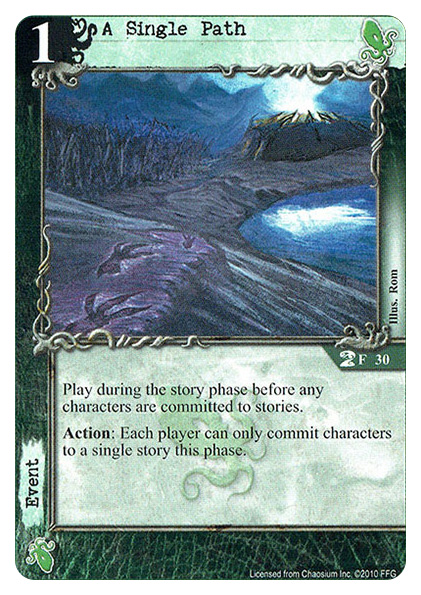 1
A Single Path
Illus. Rom
F 30
Play during the story phase before any
characters are committed to stories.
Action: Each player can only commit characters
to a single story this phase.
Event
Licensed from Chaosium Inc. ©2010 FFG